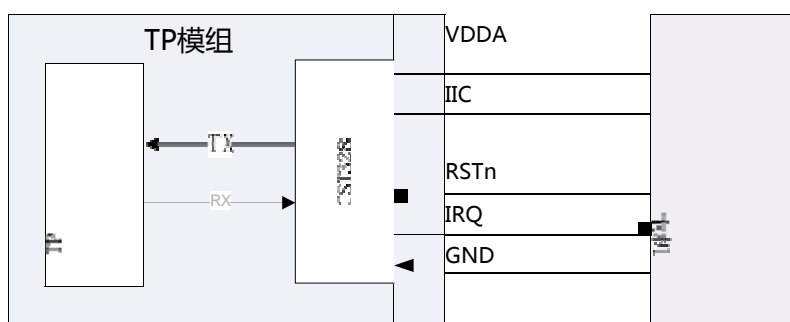 TP模组
VDDA
IIC
TX
CST328
RSTn
RX
IRQ
TP
GND